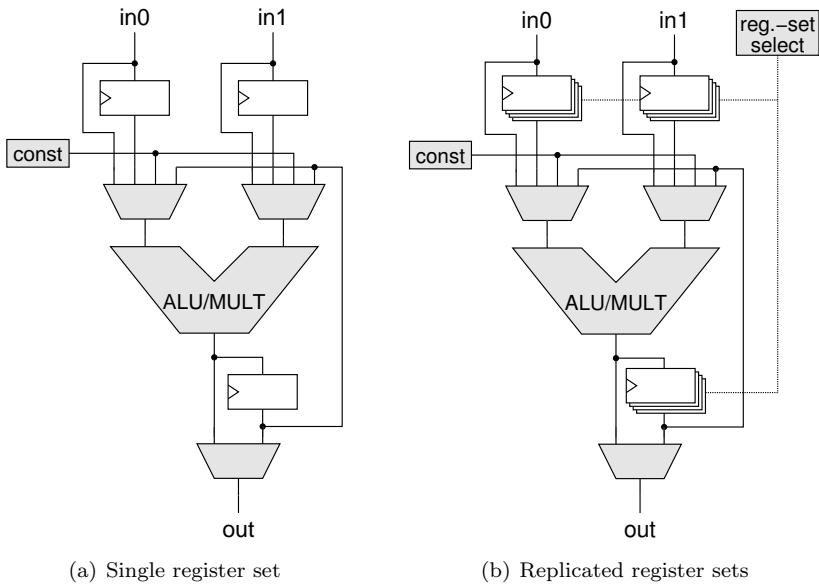 in0
in1
const
ALU/MULT
out
(a) Single register set
in0
in1
reg.-set
select
const
ALU/MULT
out
(b) Replicated register sets